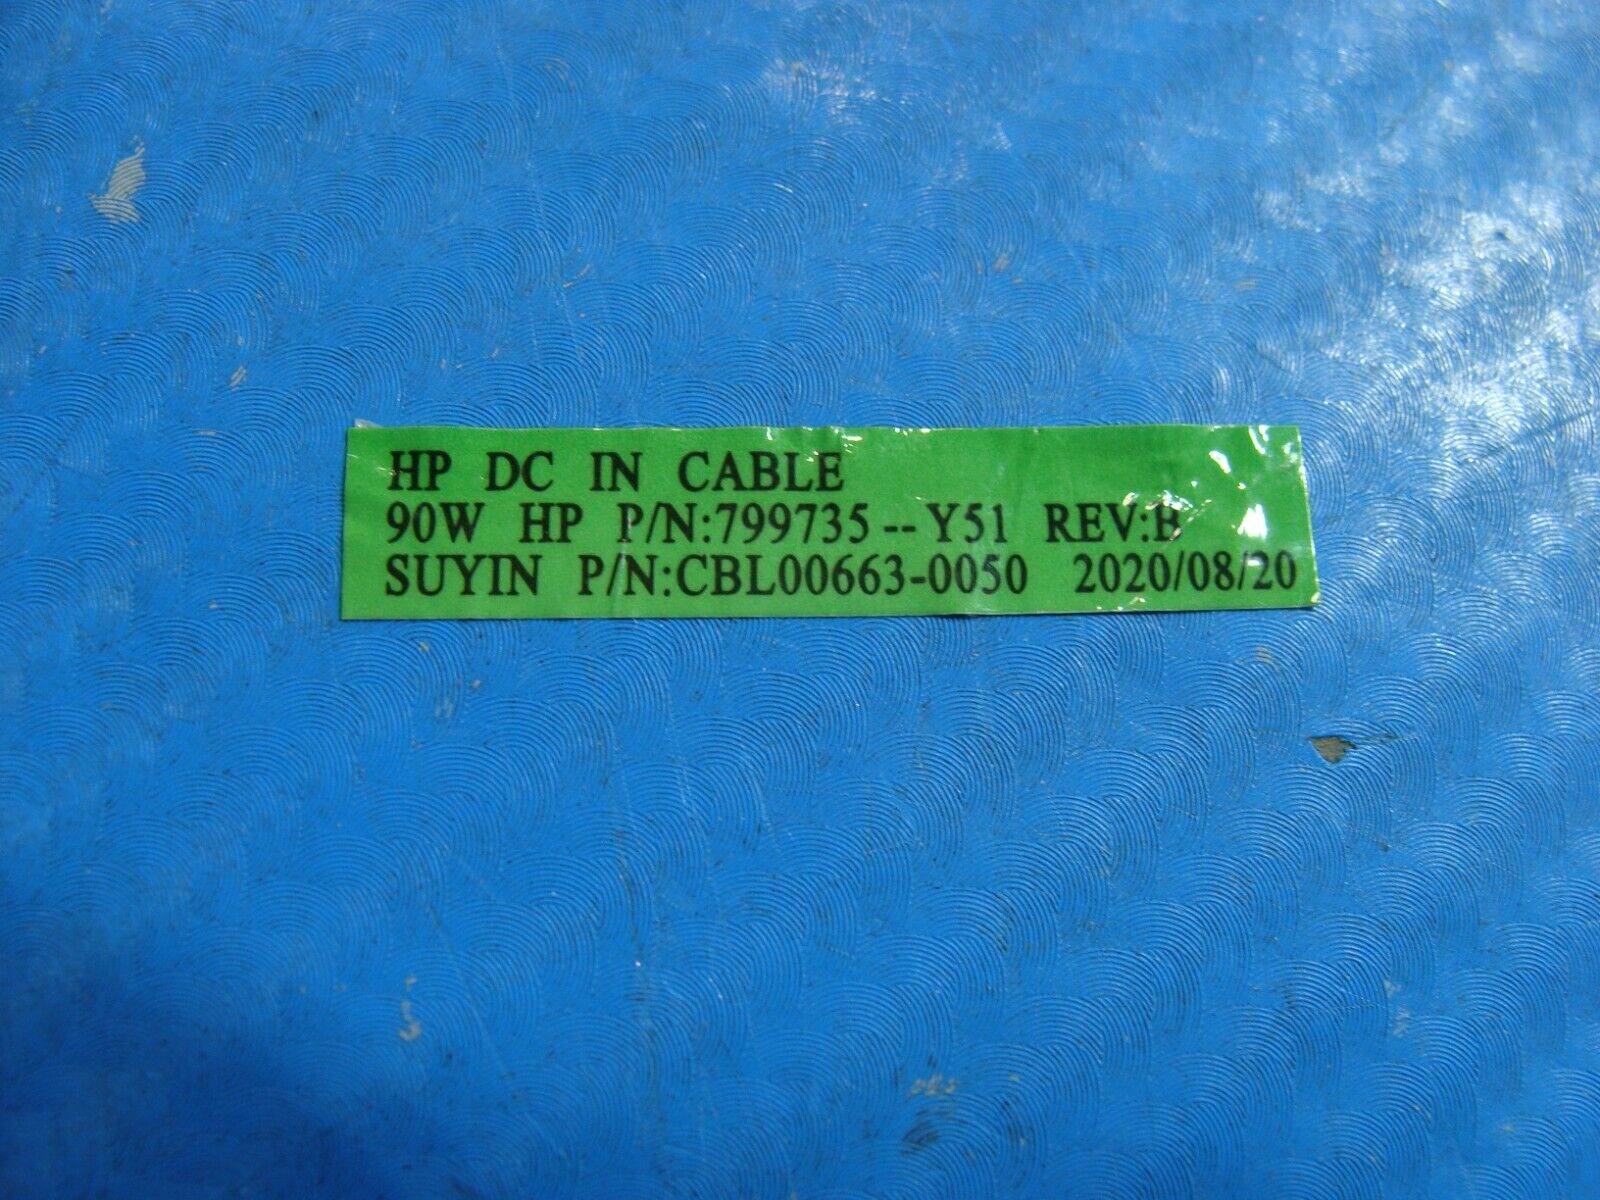 HP DC IN CABLE
90W HP P/N:799735--Y51 REV:B
SUYIN P/N:CBL00663-0050 2020/08/20